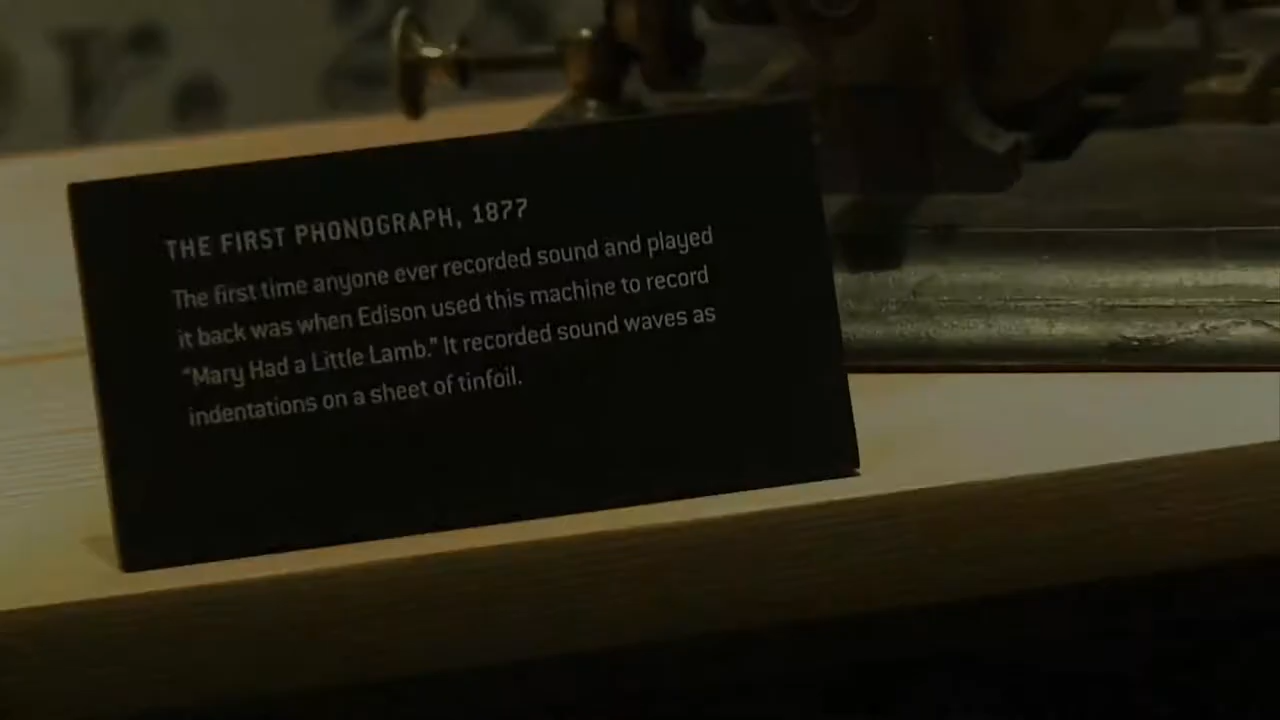 THE FIRST PHONOGRAPH, 1877
The first time anyone ever recorded sound and played
it back was when Edison used this machine to record
“Mary Had a Little Lamb.” It recorded sound waves as
indentations on a sheet of tinfoil.